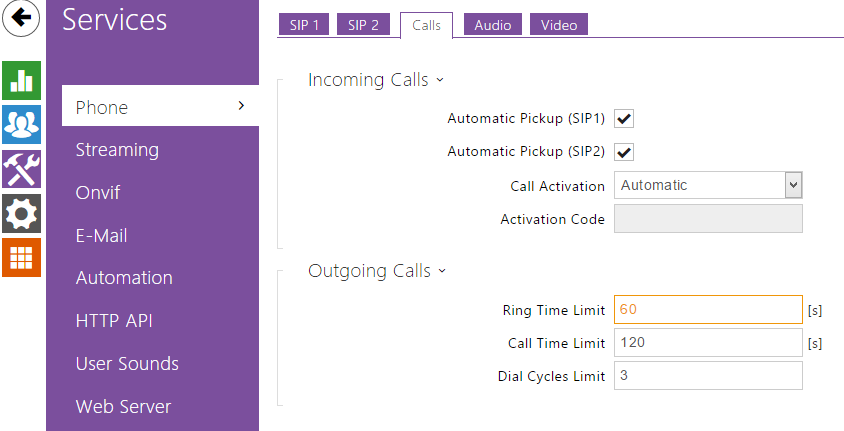 Services
Phone
Streaming
Onvif
E-Mail
Automation
HTTP API
User Sounds
Web Server
SIP 1 SIP 2 Calls Audio Video
Incoming Calls
Automatic Pickup (SIP1)
Automatic Pickup (SIP2)
Call Activation Automatic
Activation Code
Outgoing Calls
Ring Time Limit 60 [s]
Call Time Limit 120 [s]
Dial Cycles Limit 3